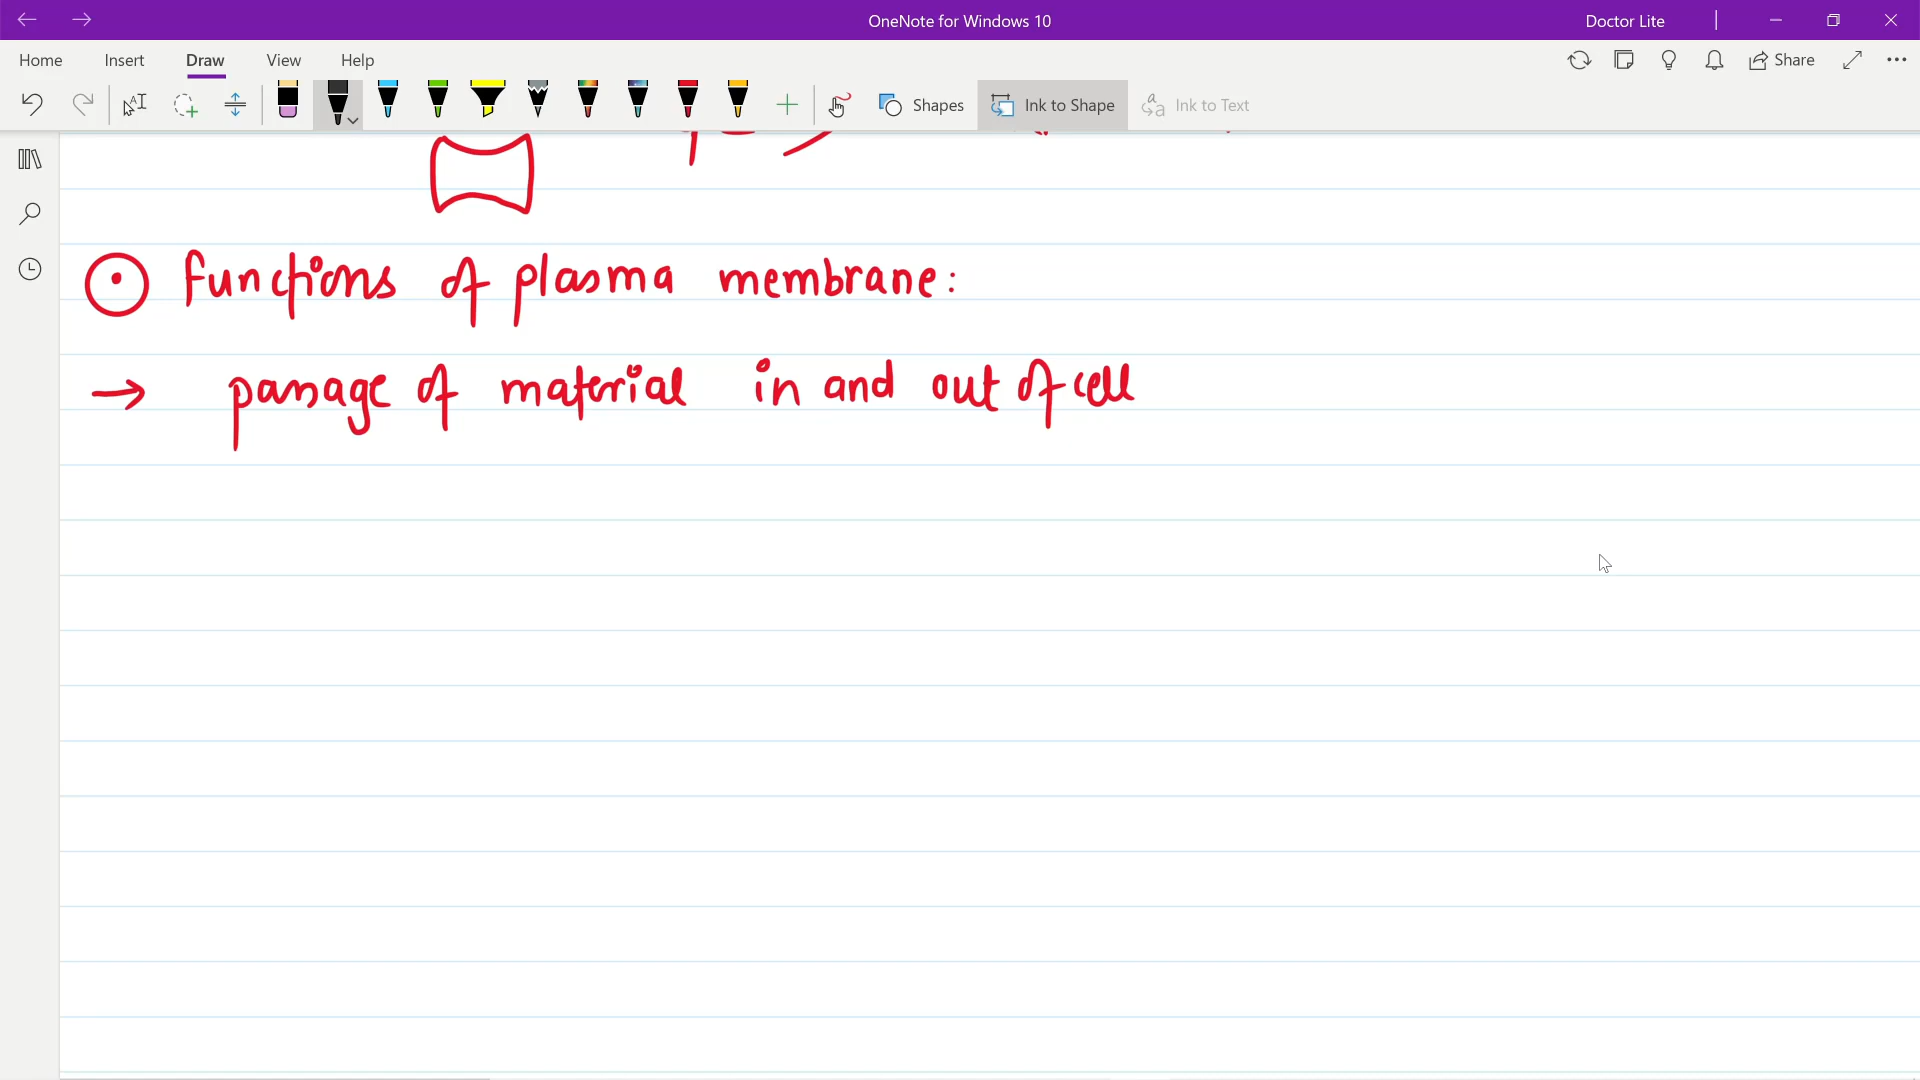 OneNote for Windows 10
Doctor Lite
Home Insert Draw View Help
Share
Shapes Ink to Shape Ink to Text
functions of plasma membrane:
→ passage of material in and out of cell